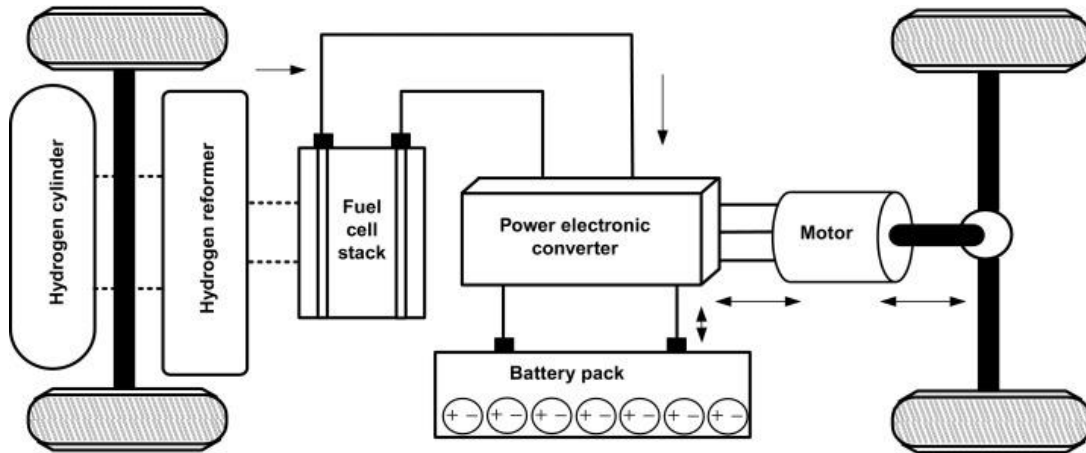 Hydrogen cylinder
Hydrogen reformer
Fuel
cell
stack
Power electronic
converter
Motor
Battery pack
+ − + − + − + − + − + − + −